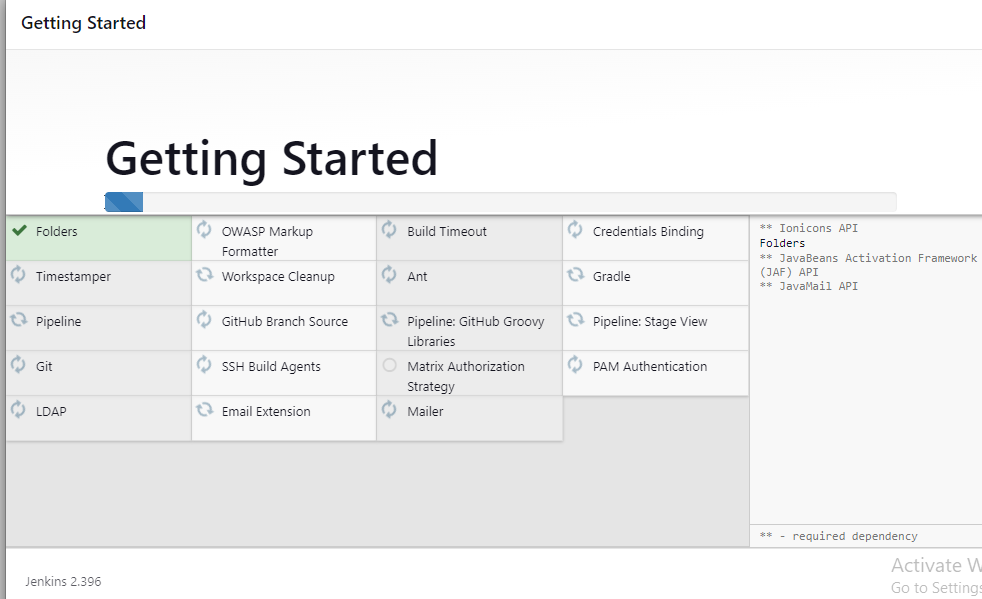 Getting Started
Getting Started
Folders
OWASP Markup
Formatter
Build Timeout
Credentials Binding
Timestamper
Workspace Cleanup
Ant
Gradle
Pipeline
GitHub Branch Source
Pipeline: GitHub Groovy
Libraries
Pipeline: Stage View
Git
SSH Build Agents
Matrix Authorization
Strategy
PAM Authentication
LDAP
Email Extension
Mailer
** Ionicons API
Folders
** JavaBeans Activation Framework
(JAF) API
** JavaMail API
** - required dependency
Jenkins 2.396
Activate W
Go to Settings